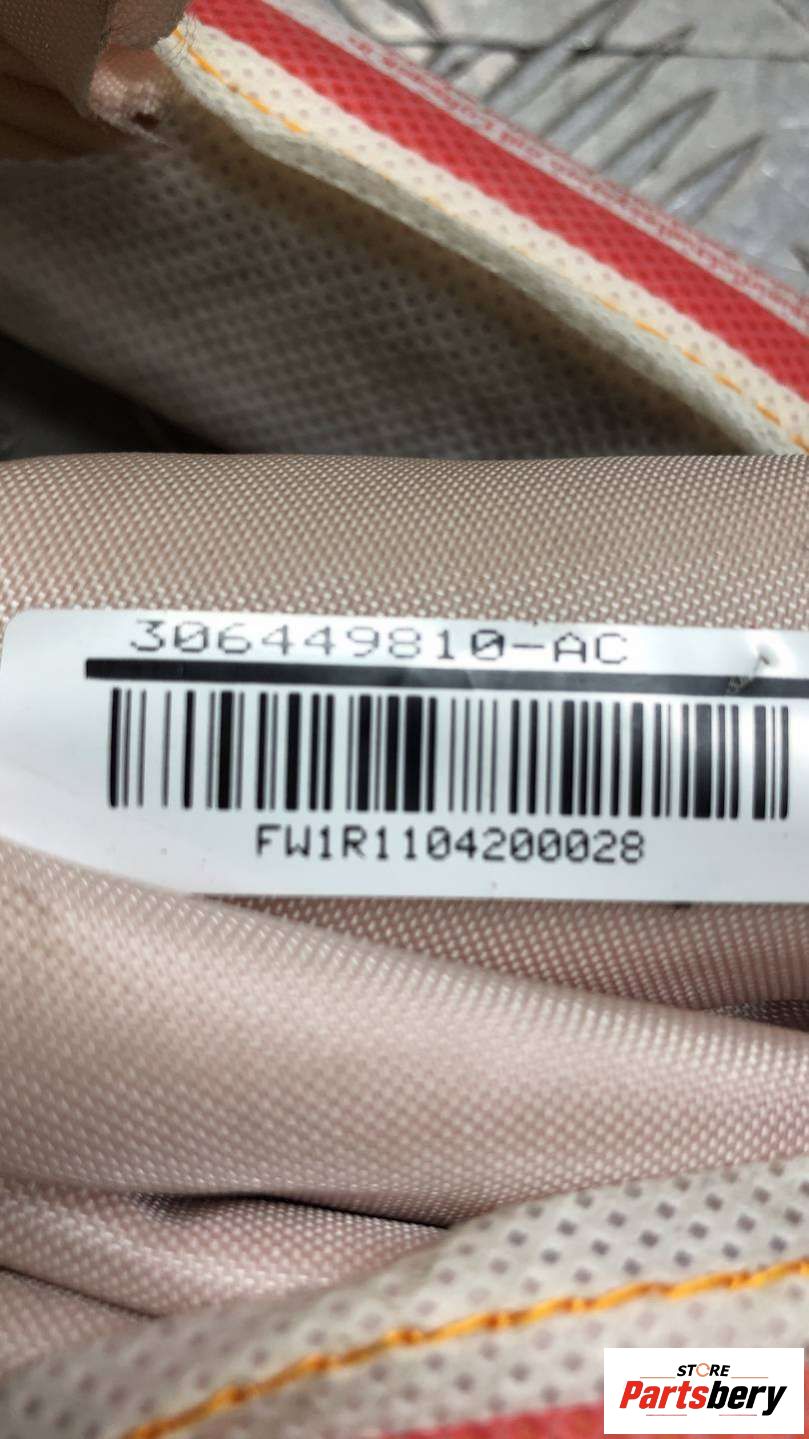 306449810-AC
FW1R1104200028
STORE
Partsbery